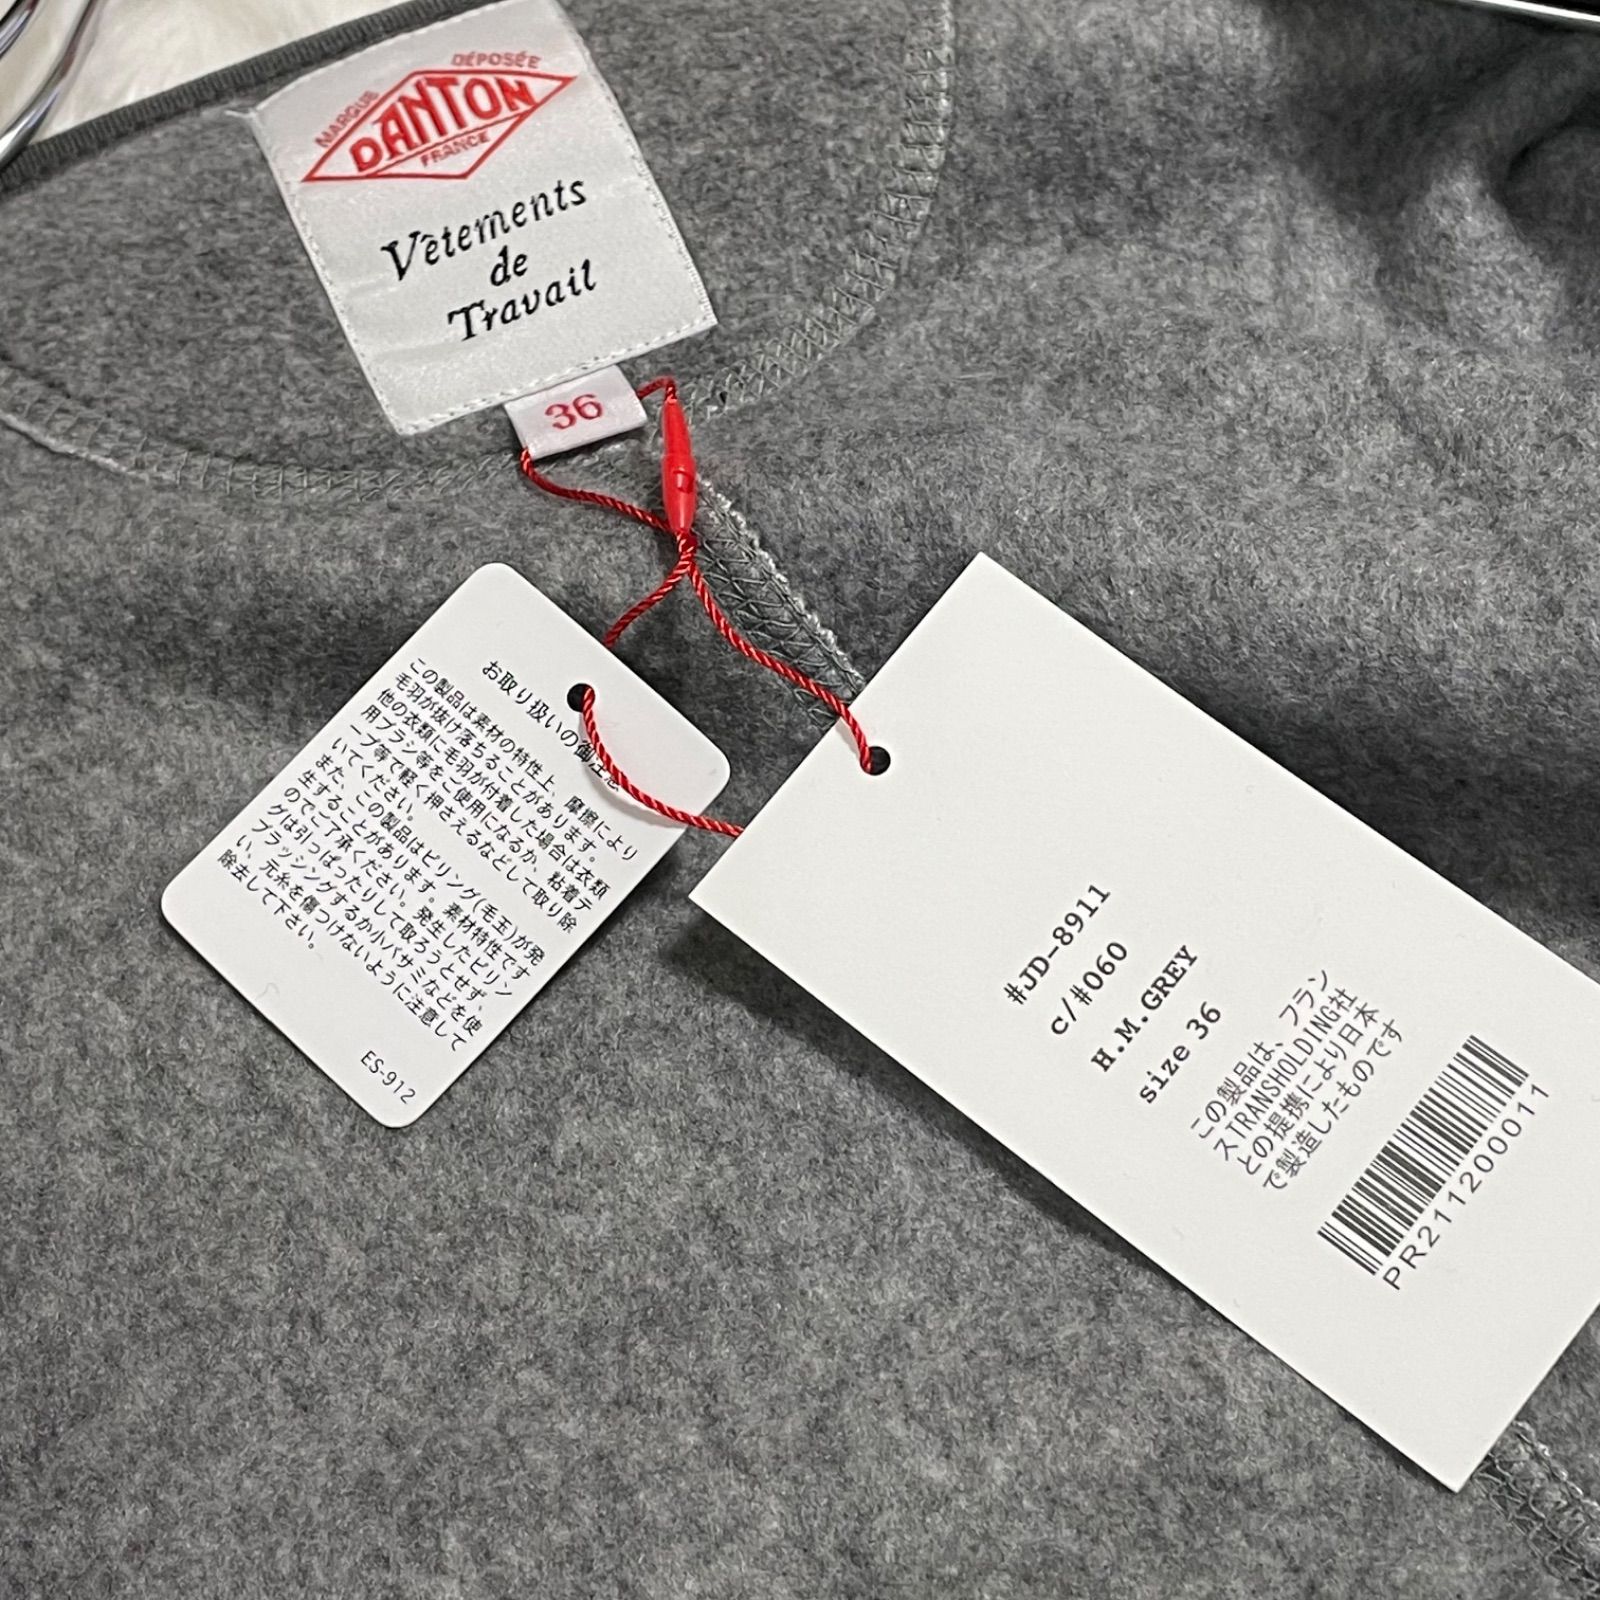 MARQUE DÉPOSÉE
DANTON
FRANCE
Vêtements
de
Travail
36
お取り扱いの御注意
この製品は素材の特性上、摩擦により
毛羽が抜け落ちることがあります。
他の衣類に毛羽が付着した場合は衣類
用ブラシ等をご使用になるか、粘着テ
ープ等で軽く押さえるなどして取り除
いてください。
また、この製品はピリング(毛玉)が発
生することがあります。素材特性です
のでご了承ください。発生したピリン
グは引っぱったりして取ろうとせず、
ブラッシングするか小バサミなどを使
い、元糸を傷つけないように注意して
除去して下さい。
ES-912
#JD-8911
c/#060
H.M.GREY
size 36
この製品は、フラン
スTRANSHOLDING社
との提携により日本
で製造したものです
PR21120000011